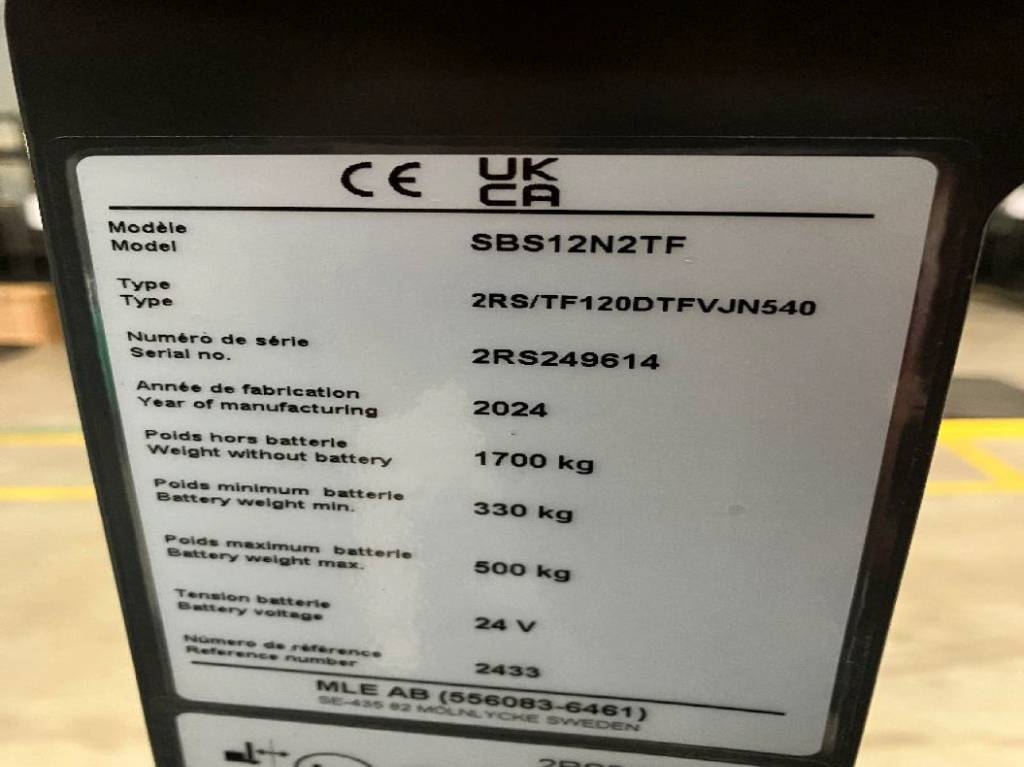 CE UK
CA
Modèle
Model SBS12N2TF
Type
Type 2RS/TF120DTFVJN540
Numéro de série
Serial no. 2RS249614
Année de fabrication
Year of manufacturing 2024
Poids hors batterie
Weight without battery 1700 kg
Poids minimum batterie
Battery weight min. 330 kg
Poids maximum batterie
Battery weight max. 500 kg
Tension batterie
Battery voltage 24 V
Número de référence
Reference number 2433
MLE AB (556083-6461)
SE-435 82 MÖLNLYCKE SWEDEN